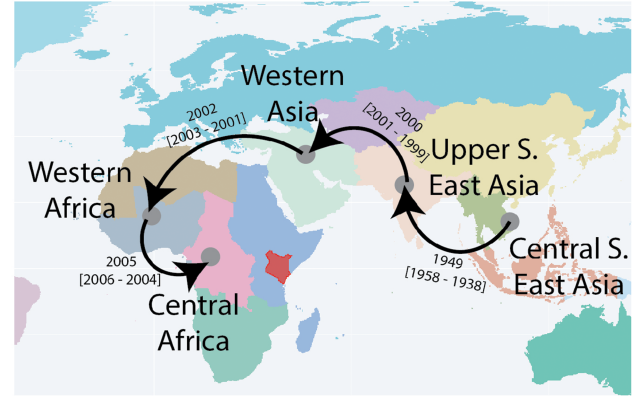 Western
Asia
2002
[2003 - 2001]
2000
[2001 - 1999]
Upper S.
East Asia
Western
Africa
Central S.
East Asia
1949
[1958 - 1938]
2005
[2006 - 2004]
Central
Africa